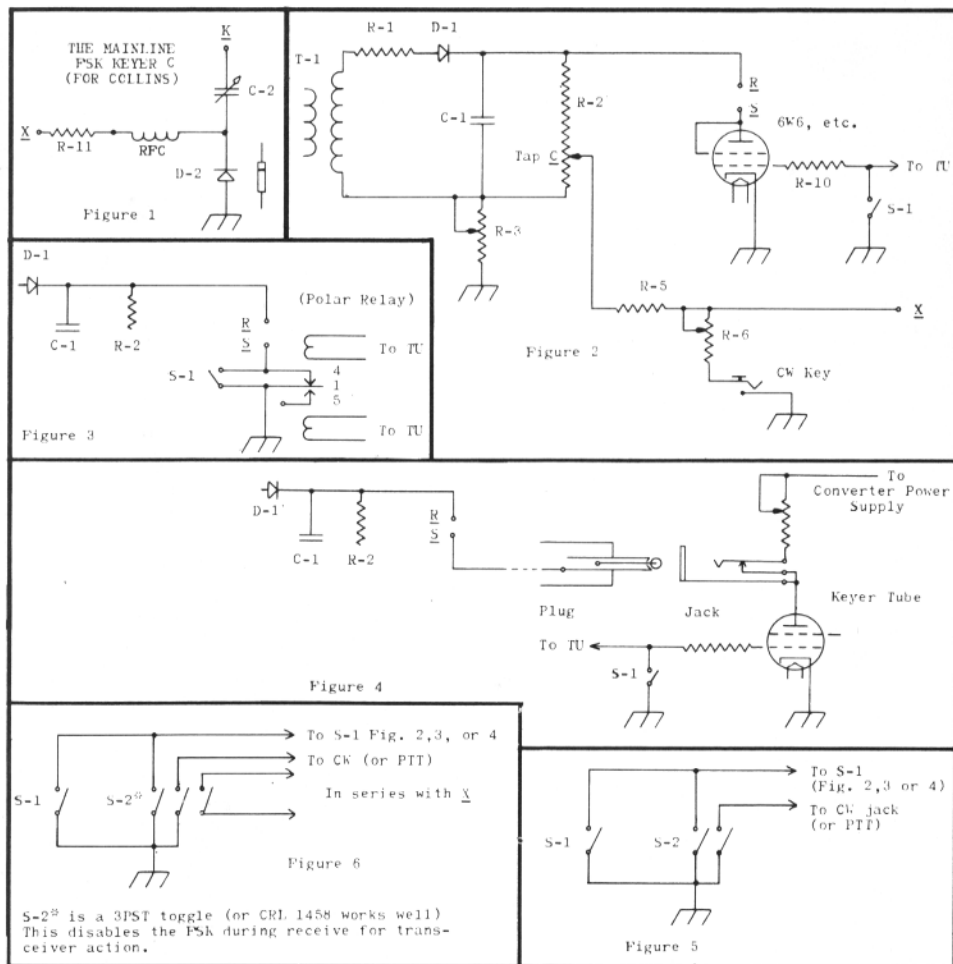 THE MAINLINE
FSK KEYER C
(FOR COLLINS)
K
C-2
X
R-11
RFC
D-2
Figure 1
T-1
R-1
D-1
C-1
R-2
Tap C
R-3
R
S
6W6, etc.
R-10
To TU
S-1
R-5
X
R-6
CW Key
Figure 2
D-1
C-1
R-2
(Polar Relay)
R
S
To TU
S-1
4
1
5
To TU
Figure 3
D-1
C-1
R-2
R
S
To
Converter Power
Supply
Plug
Jack
Keyer Tube
To TU
S-1
Figure 4
To S-1 Fig. 2,3, or 4
To CW (or PTT)
S-1
S-2*
In series with X
Figure 6
S-2* is a 3PST toggle (or CRL 1458 works well)
This disables the FSK during receive for trans-
ceiver action.
To S-1
(Fig. 2,3 or 4)
To CW jack
(or PTT)
S-1
S-2
Figure 5